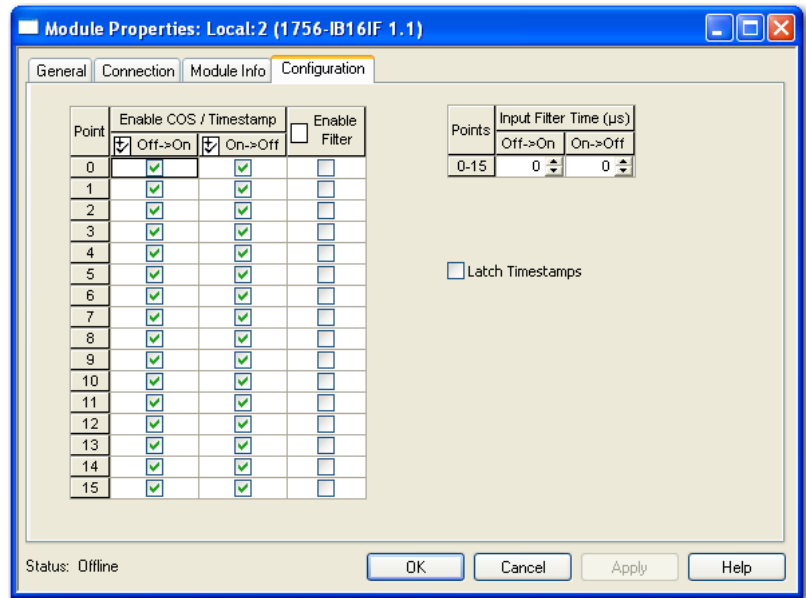 Module Properties: Local:2 (1756-IB16IF 1.1)
General Connection Module Info Configuration
Point Enable COS / Timestamp Enable Filter
Off->On On->Off
0
1
2
3
4
5
6
7
8
9
10
11
12
13
14
15
Points Input Filter Time (µs)
Off->On On->Off
0-15 0 0
Latch Timestamps
Status: Offline
OK Cancel Apply Help